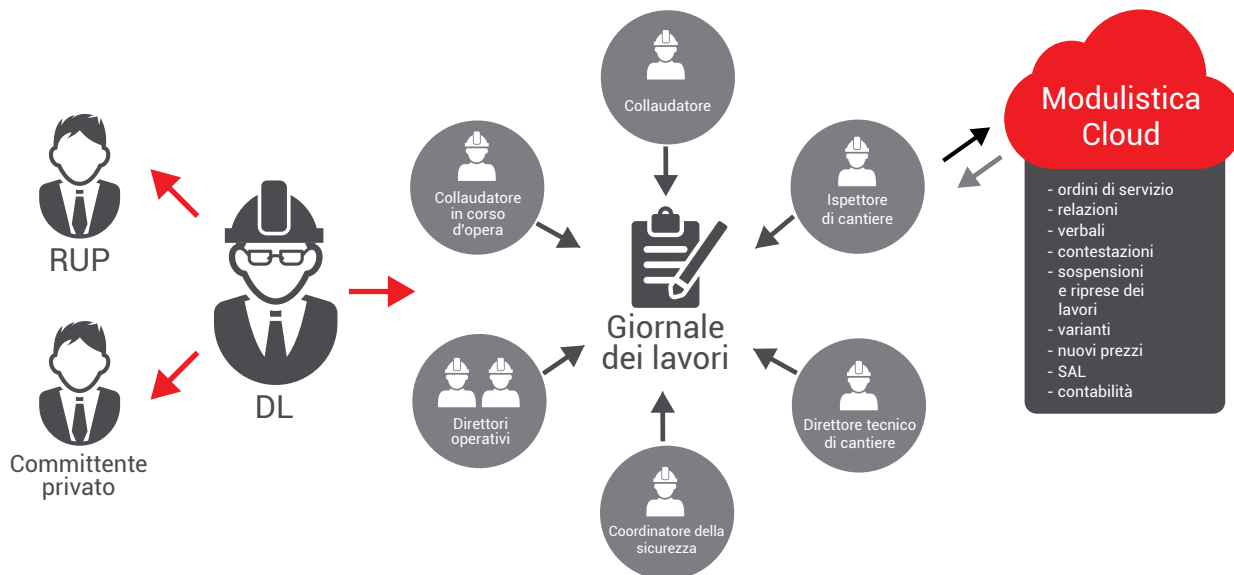 RUP
Committente
privato
DL
Collaudatore
Collaudatore
in corso
d'opera
Direttori
operativi
Giornale
dei lavori
Ispettore
di cantiere
Direttore tecnico
di cantiere
Coordinatore della
sicurezza
Modulistica
Cloud
- ordini di servizio
- relazioni
- verbali
- contestazioni
- sospensioni
e riprese dei
lavori
- varianti
- nuovi prezzi
- SAL
- contabilità